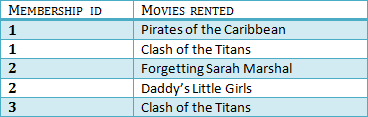 MEMBERSHIP ID MOVIES RENTED
1 Pirates of the Caribbean
1 Clash of the Titans
2 Forgetting Sarah Marshal
2 Daddy's Little Girls
3 Clash of the Titans